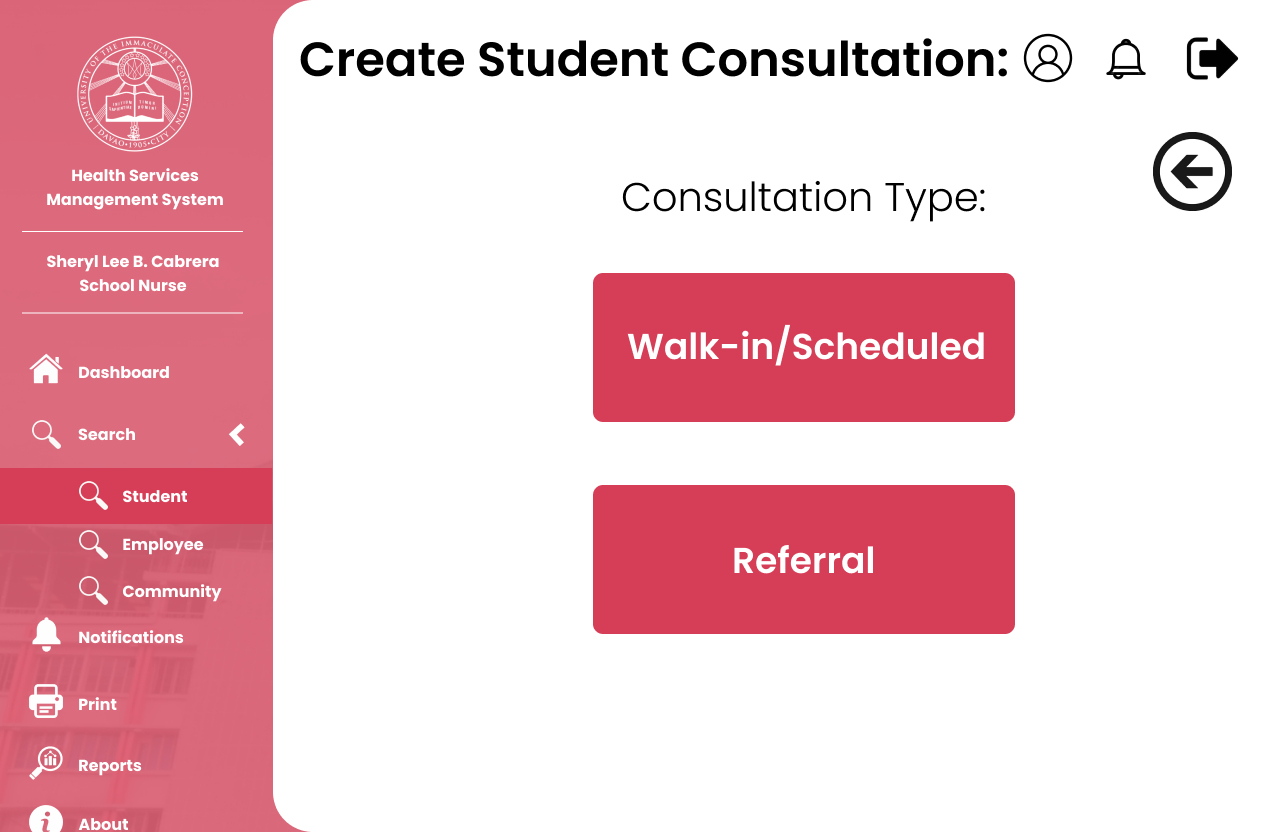 UNIVERSITY OF THE IMMACULATE CONCEPTION
DAVAO • 1905 • CITY
Health Services
Management System
Sheryl Lee B. Cabrera
School Nurse
Dashboard
Search
Student
Employee
Community
Notifications
Print
Reports
About
Create Student Consultation:
Consultation Type:
Walk-in/Scheduled
Referral